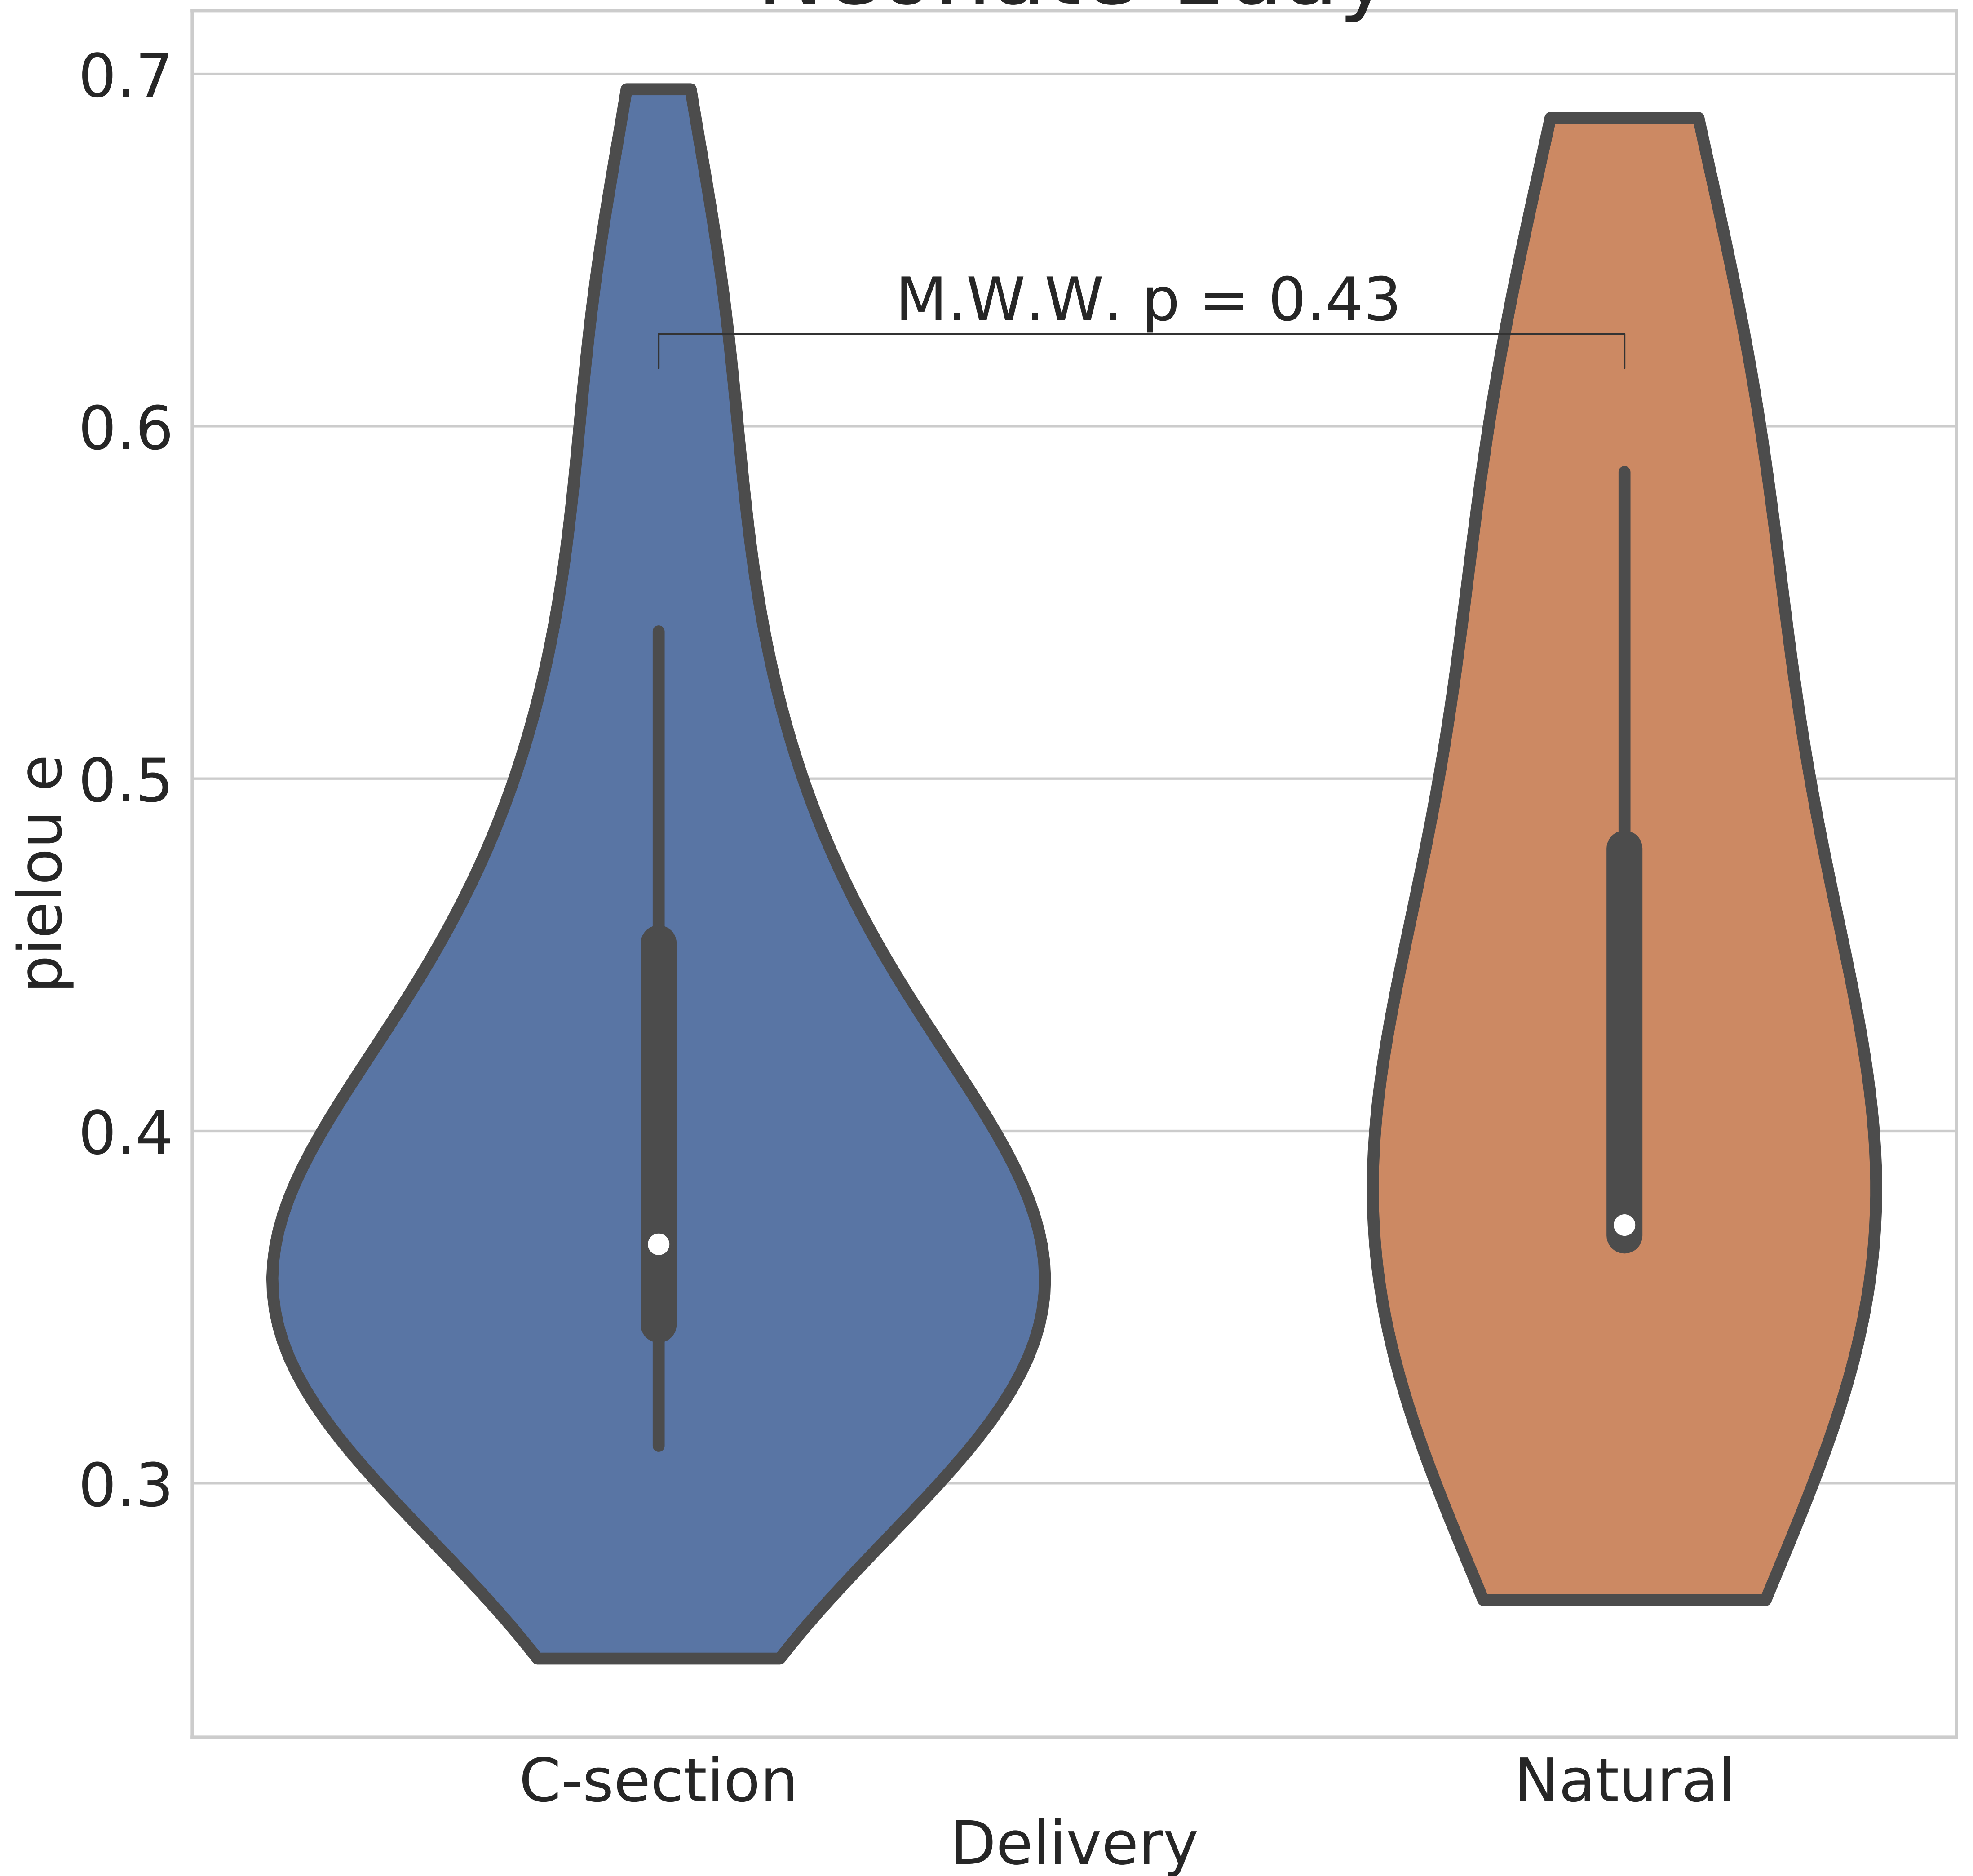 0.7
M.W.W. p = 0.43
0.6
0.5
pielou e
0.4
0.3
C-section Natural
Delivery